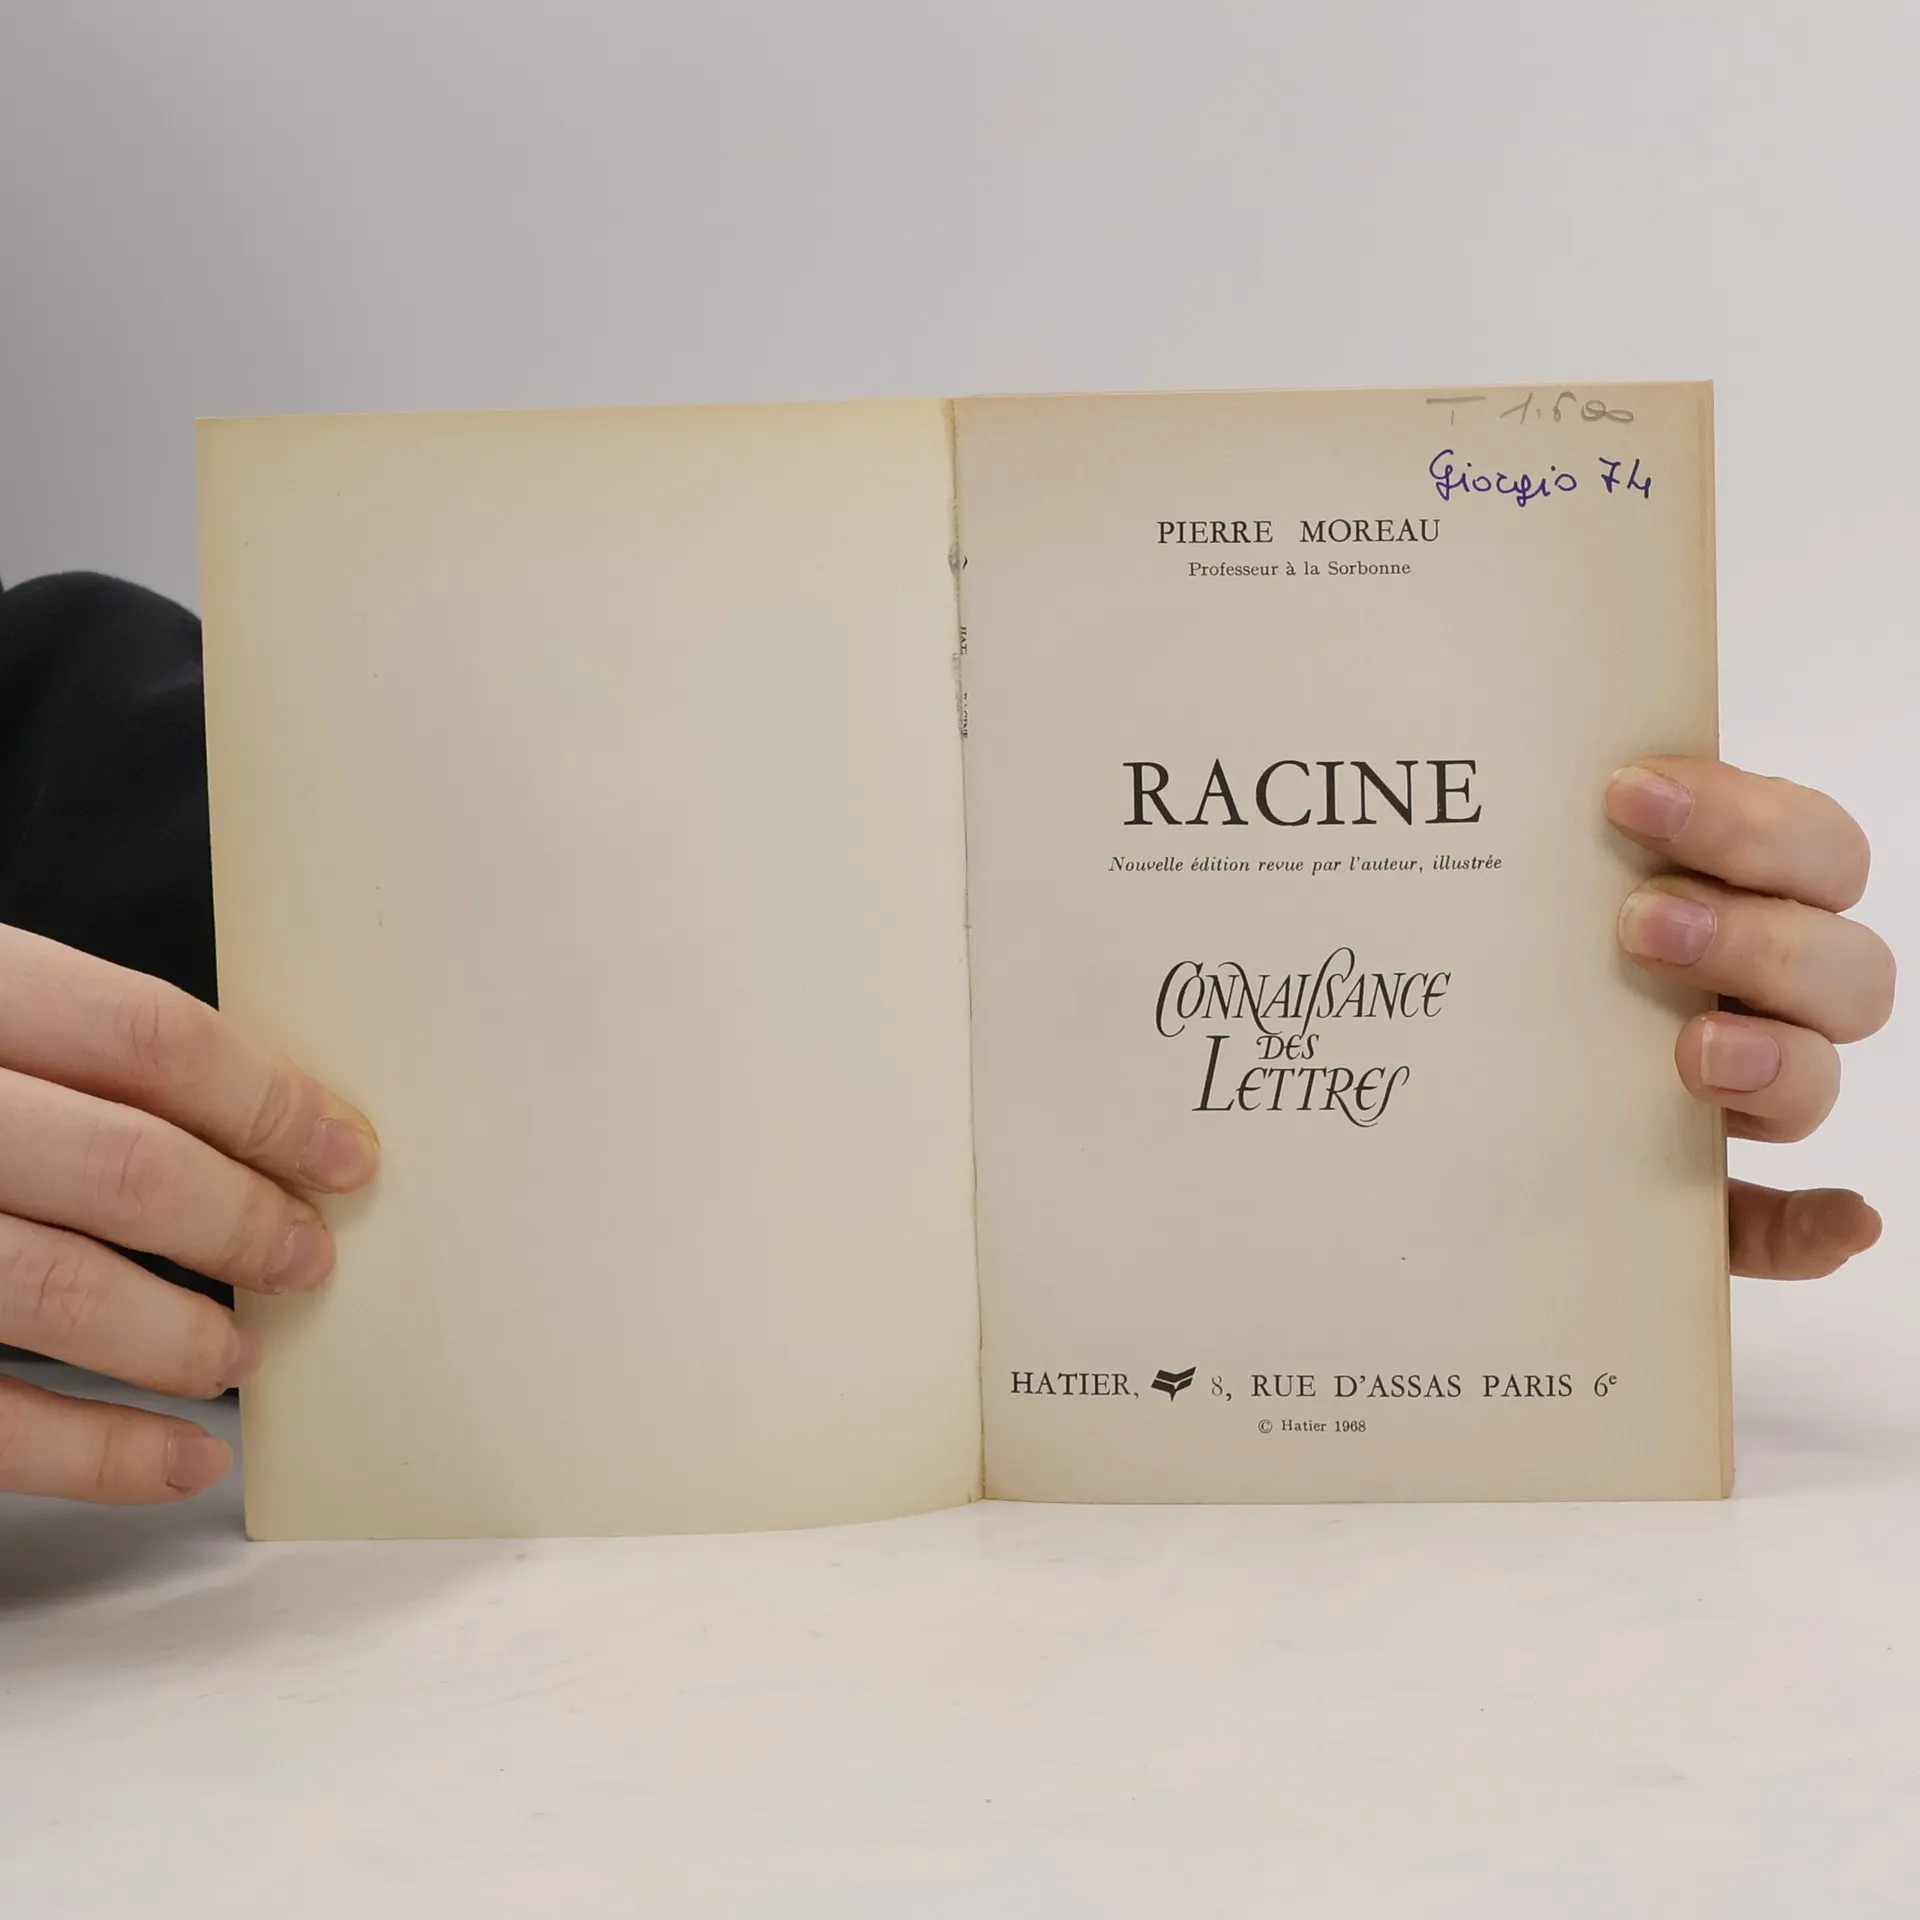 T 1.500
Giorgio 74
PIERRE MOREAU
Professeur à la Sorbonne
RACINE
Nouvelle édition revue par l'auteur, illustrée
CONNAISSANCE
DES
LETTRES
HATIER, 8, RUE D'ASSAS PARIS 6e
© Hatier 1968